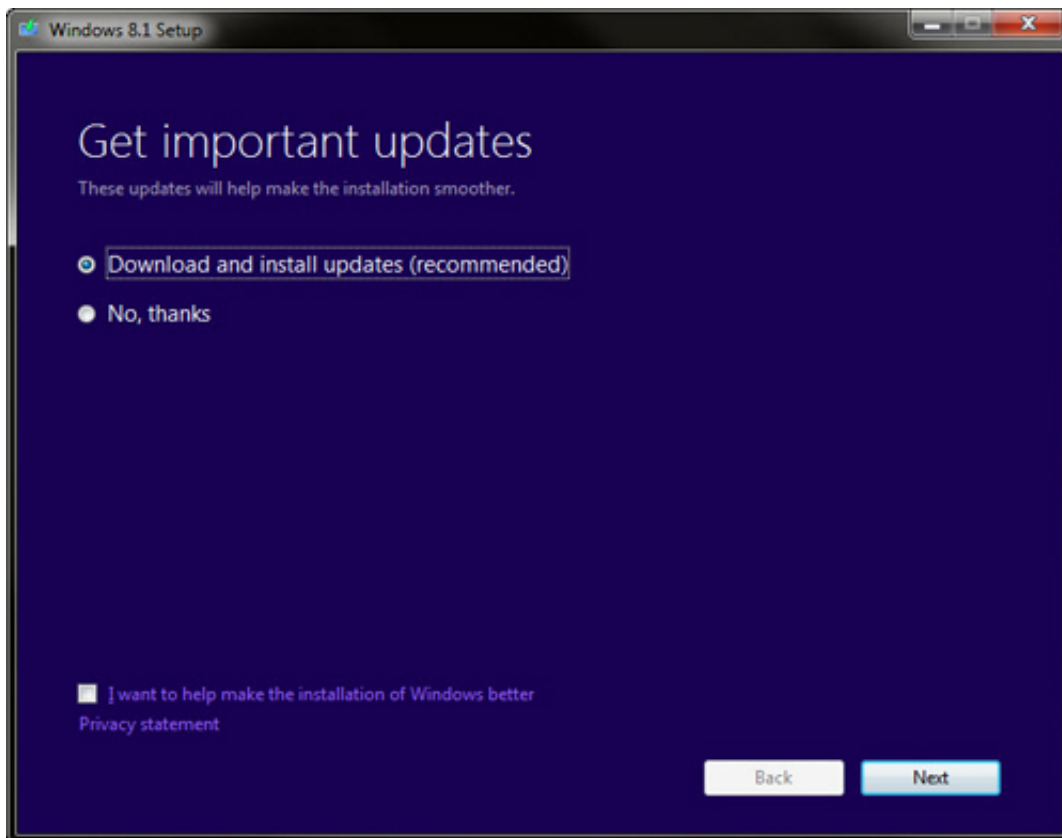 Windows 8.1 Setup
Get important updates
These updates will help make the installation smoother.
Download and install updates (recommended)
No, thanks
I want to help make the installation of Windows better
Privacy statement
Back Next